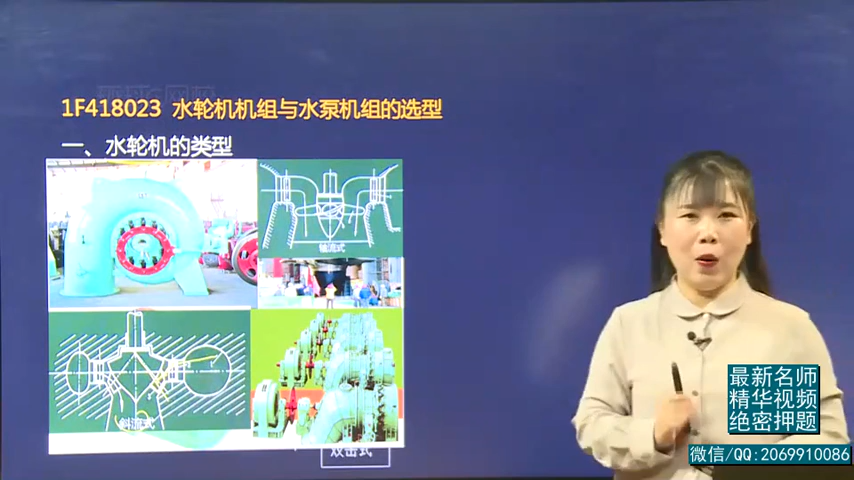 1F418023 水轮机机组与水泵机组的选型
一、水轮机的类型
轴流式
斜流式
双击式
最新名师
精华视频
绝密押题
微信/QQ:2069910086